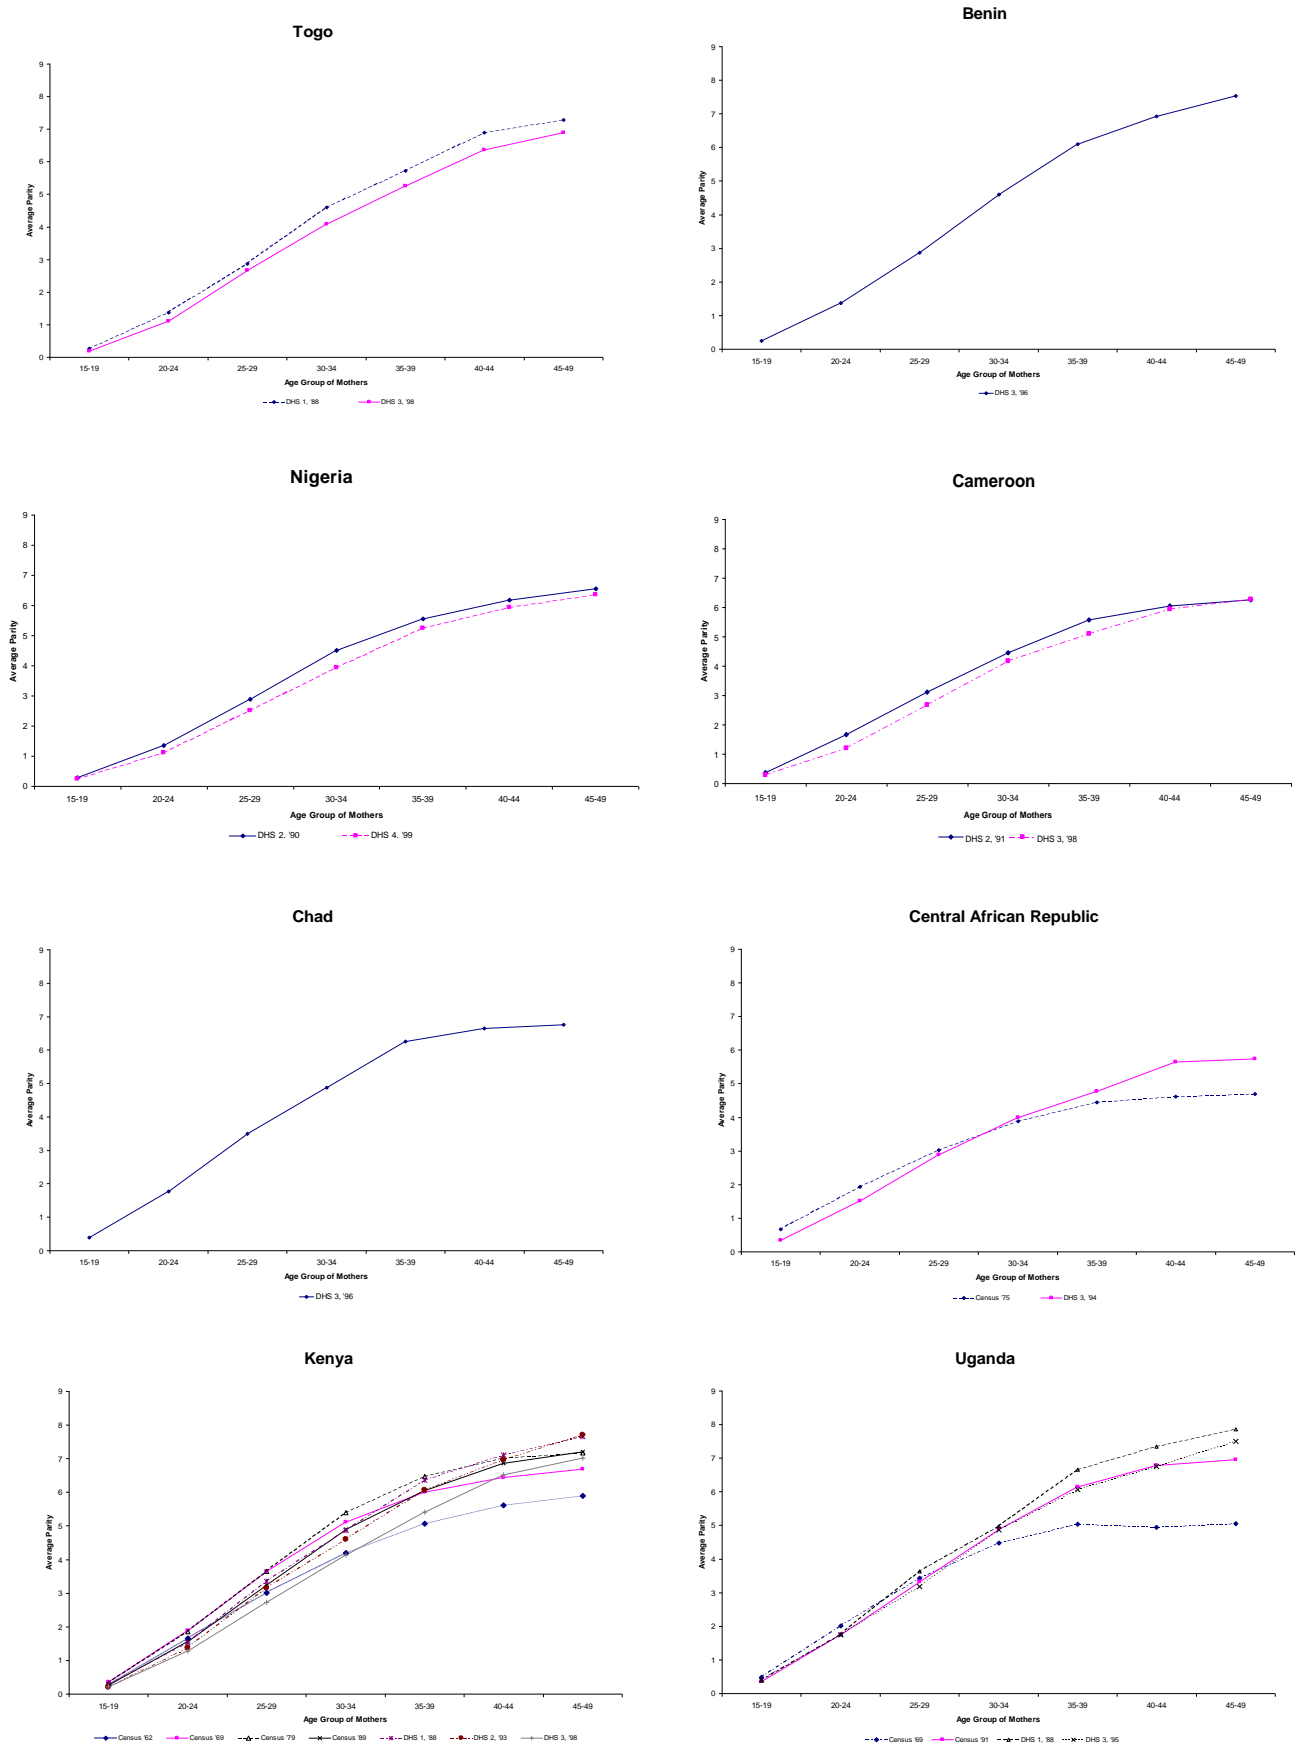 Togo
9
8
7
6
5
4
3
2
1
0
Average Parity
15-19 20-24 25-29 30-34 35-39 40-44 45-49
Age Group of Mothers
DHS 1, '88 DHS 3, '98
Benin
9
8
7
6
5
4
3
2
1
0
Average Parity
15-19 20-24 25-29 30-34 35-39 40-44 45-49
Age Group of Mothers
DHS 3, '96
Nigeria
9
8
7
6
5
4
3
2
1
0
Average Parity
15-19 20-24 25-29 30-34 35-39 40-44 45-49
Age Group of Mothers
DHS 2. '90 DHS 4. '99
Cameroon
9
8
7
6
5
4
3
2
1
0
Average Parity
15-19 20-24 25-29 30-34 35-39 40-44 45-49
Age Group of Mothers
DHS 2, '91 DHS 3, '98
Chad
9
8
7
6
5
4
3
2
1
0
Average Parity
15-19 20-24 25-29 30-34 35-39 40-44 45-49
Age Group of Mothers
DHS 3, '96
Central African Republic
9
8
7
6
5
4
3
2
1
0
Average Parity
15-19 20-24 25-29 30-34 35-39 40-44 45-49
Age Group of Mothers
Census '75 DHS 3, '94
Kenya
9
8
7
6
5
4
3
2
1
0
Average Parity
15-19 20-24 25-29 30-34 35-39 40-44 45-49
Age Group of Mothers
Census '62 Census '69 Census '79 Census '89 DHS 1, '88 DHS 2, '93 DHS 3, '98
Uganda
9
8
7
6
5
4
3
2
1
0
Average Parity
15-19 20-24 25-29 30-34 35-39 40-44 45-49
Age Group of Mothers
Census '69 Census '91 DHS 1, '88 DHS 3, '95